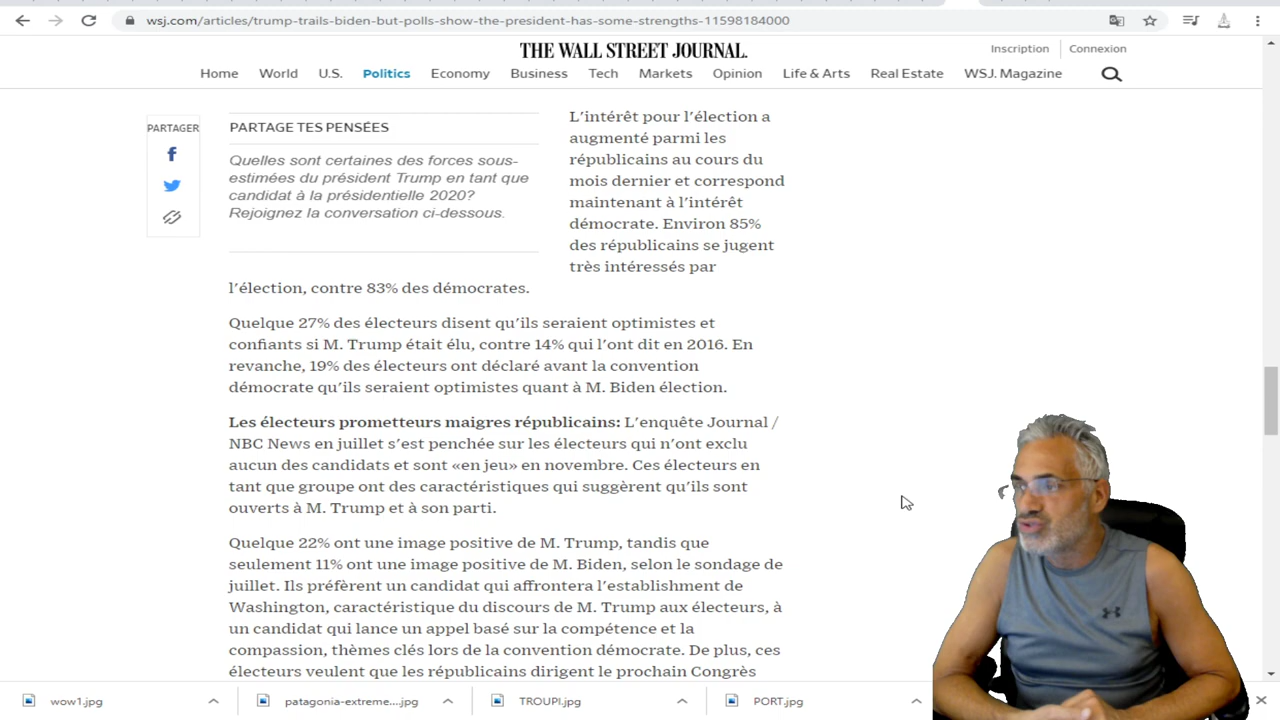 wsj.com/articles/trump-trails-biden-but-polls-show-the-president-has-some-strengths-11598184000
THE WALL STREET JOURNAL.
Inscription
Connexion
Home World U.S. Politics Economy Business Tech Markets Opinion Life & Arts Real Estate WSJ. Magazine
PARTAGER
PARTAGE TES PENSÉES
Quelles sont certaines des forces sous-
estimées du président Trump en tant que
candidat à la présidentielle 2020?
Rejoignez la conversation ci-dessous.
L'intérêt pour l'élection a
augmenté parmi les
républicains au cours du
mois dernier et correspond
maintenant à l'intérêt
démocrate. Environ 85%
des républicains se jugent
très intéressés par
l'élection, contre 83% des démocrates.
Quelque 27% des électeurs disent qu'ils seraient optimistes et
confiants si M. Trump était élu, contre 14% qui l'ont dit en 2016. En
revanche, 19% des électeurs ont déclaré avant la convention
démocrate qu'ils seraient optimistes quant à M. Biden élection.
Les électeurs prometteurs maigres républicains: L'enquête Journal /
NBC News en juillet s'est penchée sur les électeurs qui n'ont exclu
aucun des candidats et sont «en jeu» en novembre. Ces électeurs en
tant que groupe ont des caractéristiques qui suggèrent qu'ils sont
ouverts à M. Trump et à son parti.
Quelque 22% ont une image positive de M. Trump, tandis que
seulement 11% ont une image positive de M. Biden, selon le sondage de
juillet. Ils préfèrent un candidat qui affrontera l'establishment de
Washington, caractéristique du discours de M. Trump aux électeurs, à
un candidat qui lance un appel basé sur la compétence et la
compassion, thèmes clés lors de la convention démocrate. De plus, ces
électeurs veulent que les républicains dirigent le prochain Congrès
wow1.jpg
patagonia-extreme....jpg
TROUPI.jpg
PORT.jpg